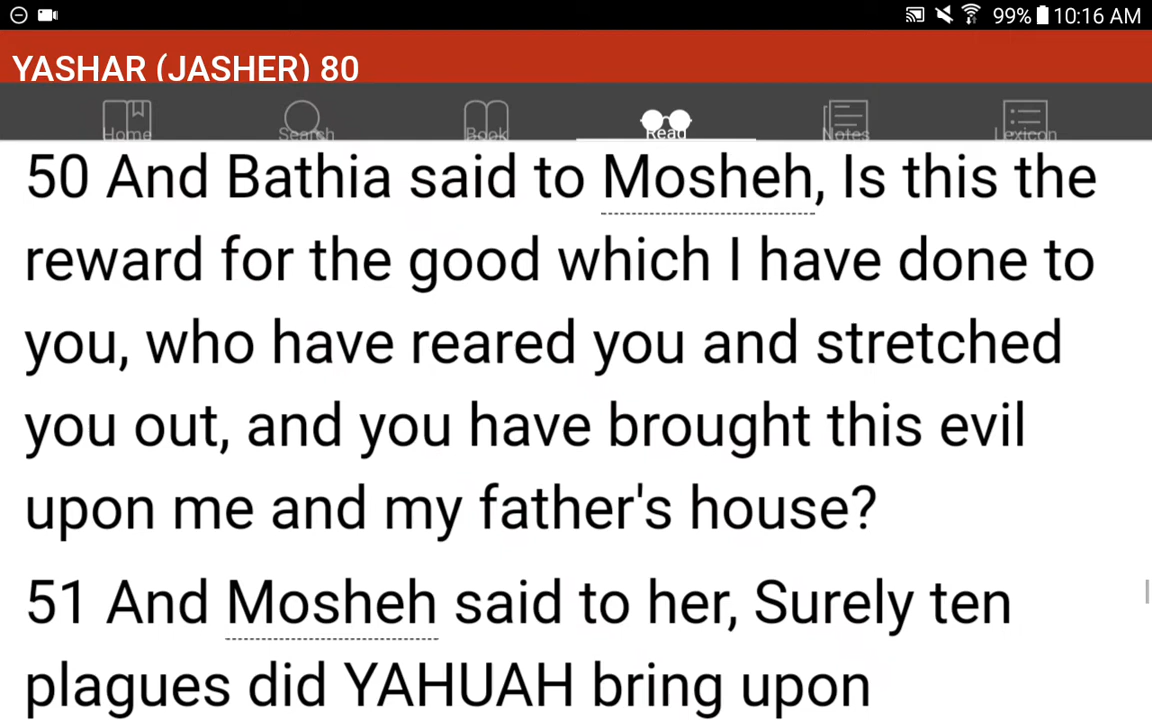 99% 10:16 AM
YASHAR (JASHER) 80
Home Search Book Read Notes Lexicon
50 And Bathia said to Mosheh, Is this the
reward for the good which I have done to
you, who have reared you and stretched
you out, and you have brought this evil
upon me and my father's house?
51 And Mosheh said to her, Surely ten
plagues did YAHUAH bring upon